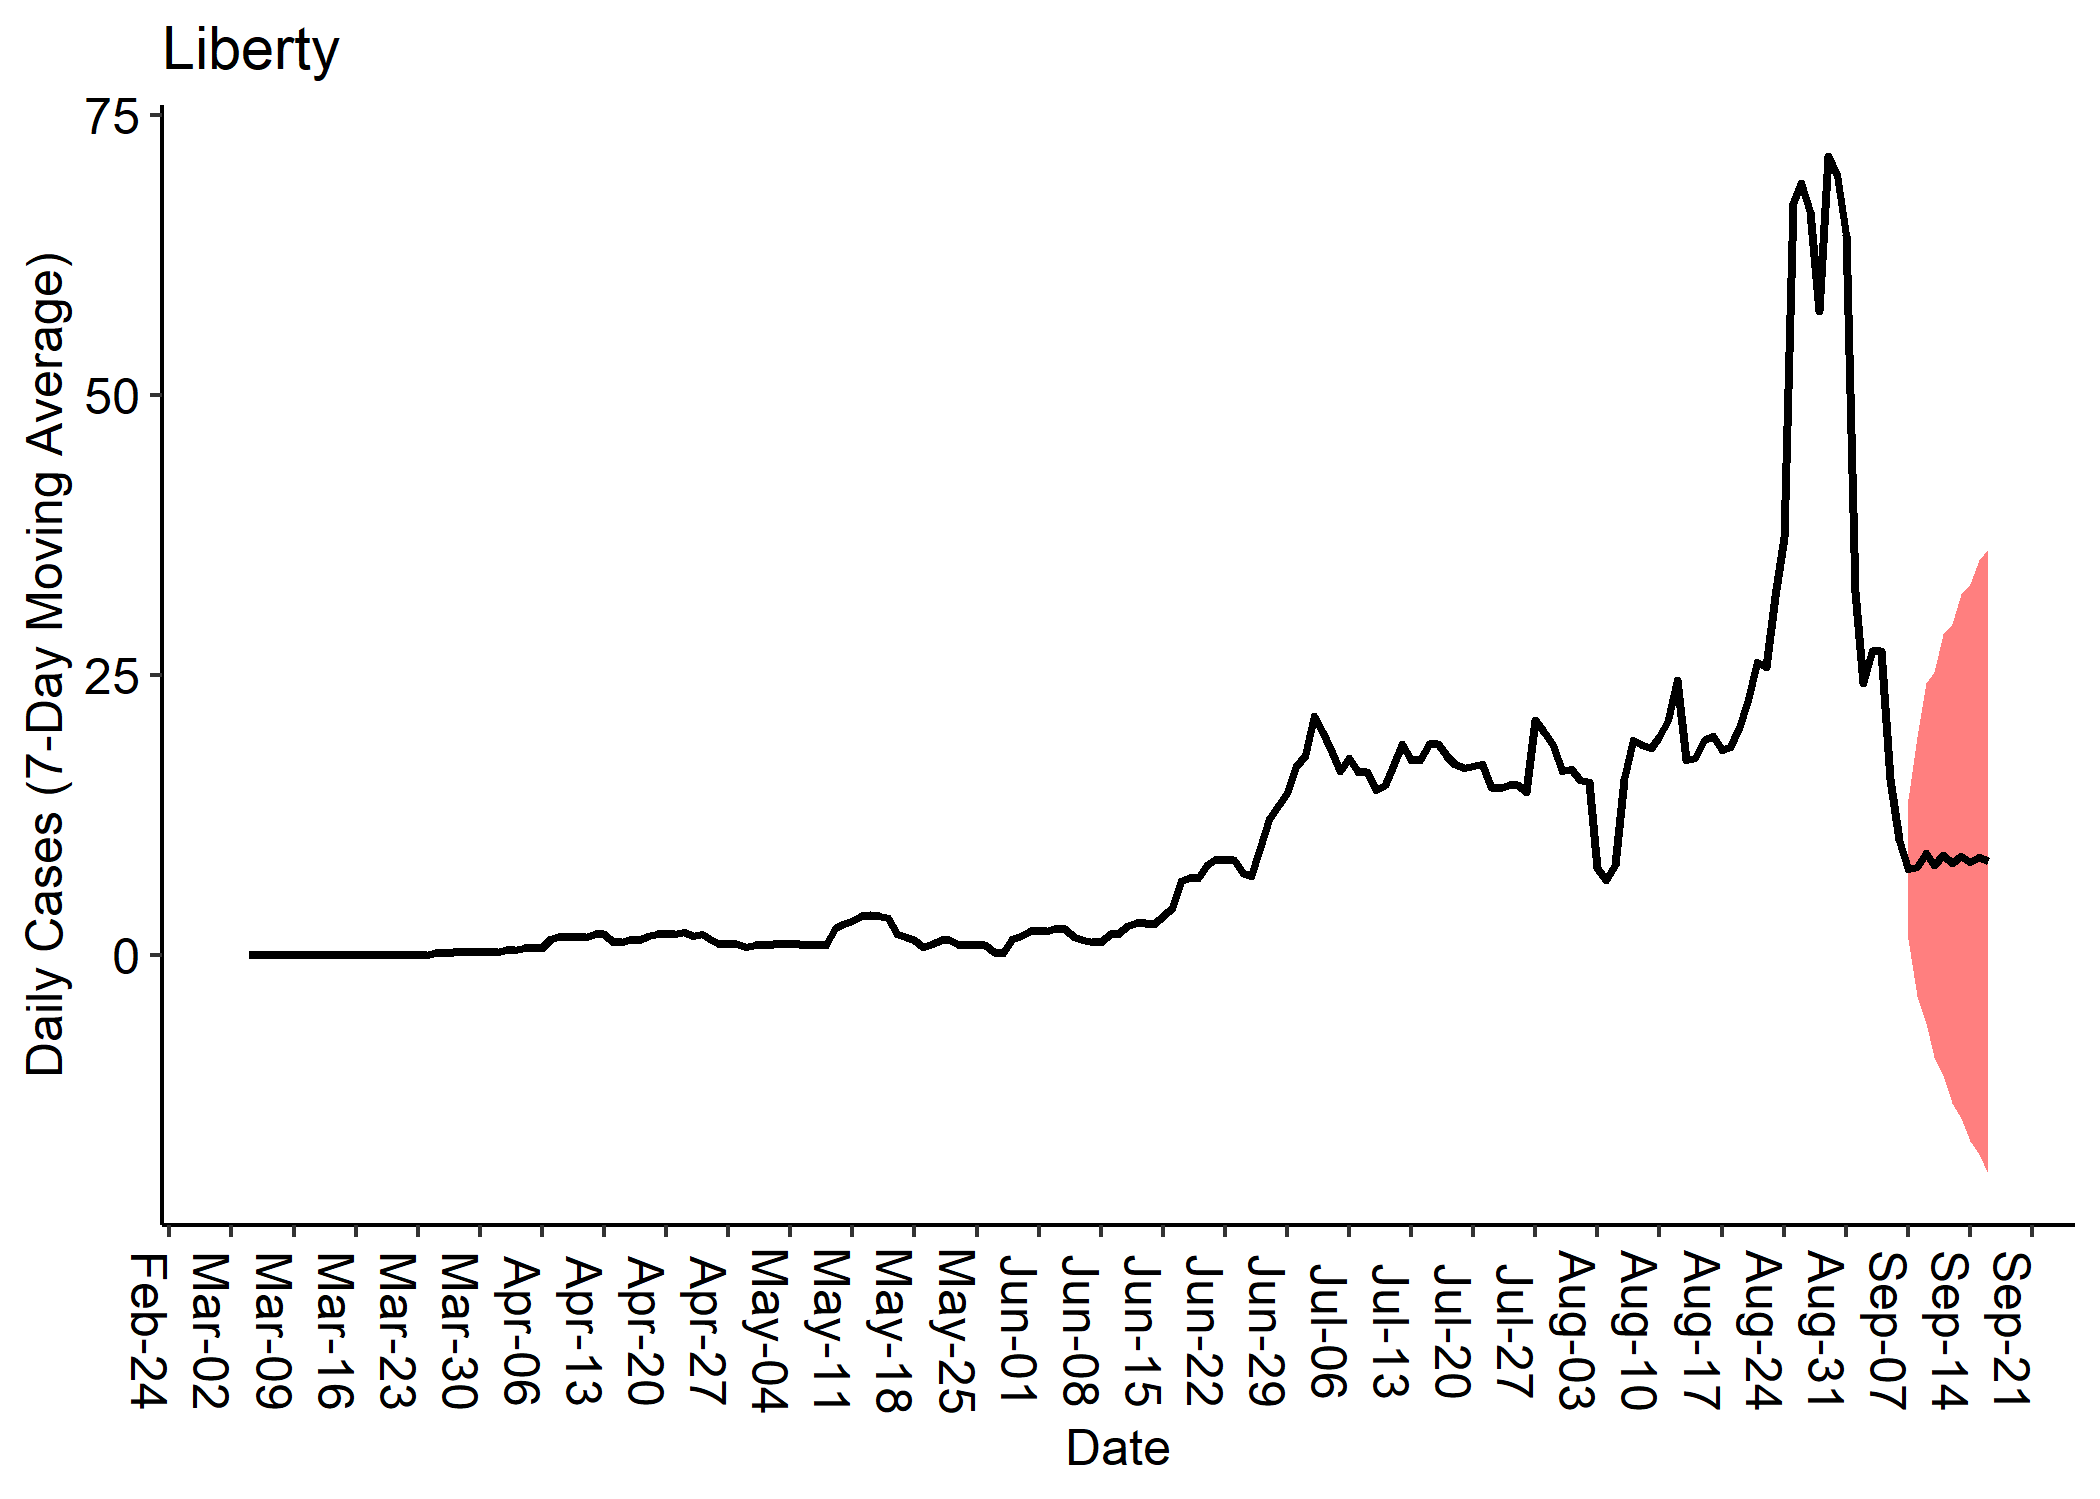 Liberty
75
50
25
0
Daily Cases (7-Day Moving Average)
Feb-24
Mar-02
Mar-09
Mar-16
Mar-23
Mar-30
Apr-06
Apr-13
Apr-20
Apr-27
May-04
May-11
May-18
May-25
Jun-01
Jun-08
Jun-15
Jun-22
Jun-29
Jul-06
Jul-13
Jul-20
Jul-27
Aug-03
Aug-10
Aug-17
Aug-24
Aug-31
Sep-07
Sep-14
Sep-21
Date